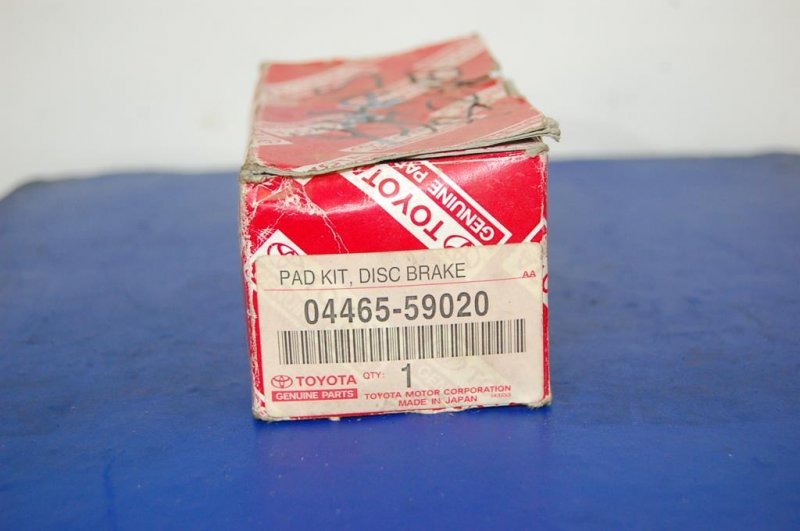 TOYOTA
GENUINE PA
PAD KIT, DISC BRAKE AA
04465-59020
TOYOTA QTY: 1
GENUINE PARTS
TOYOTA MOTOR CORPORATION
MADE IN JAPAN